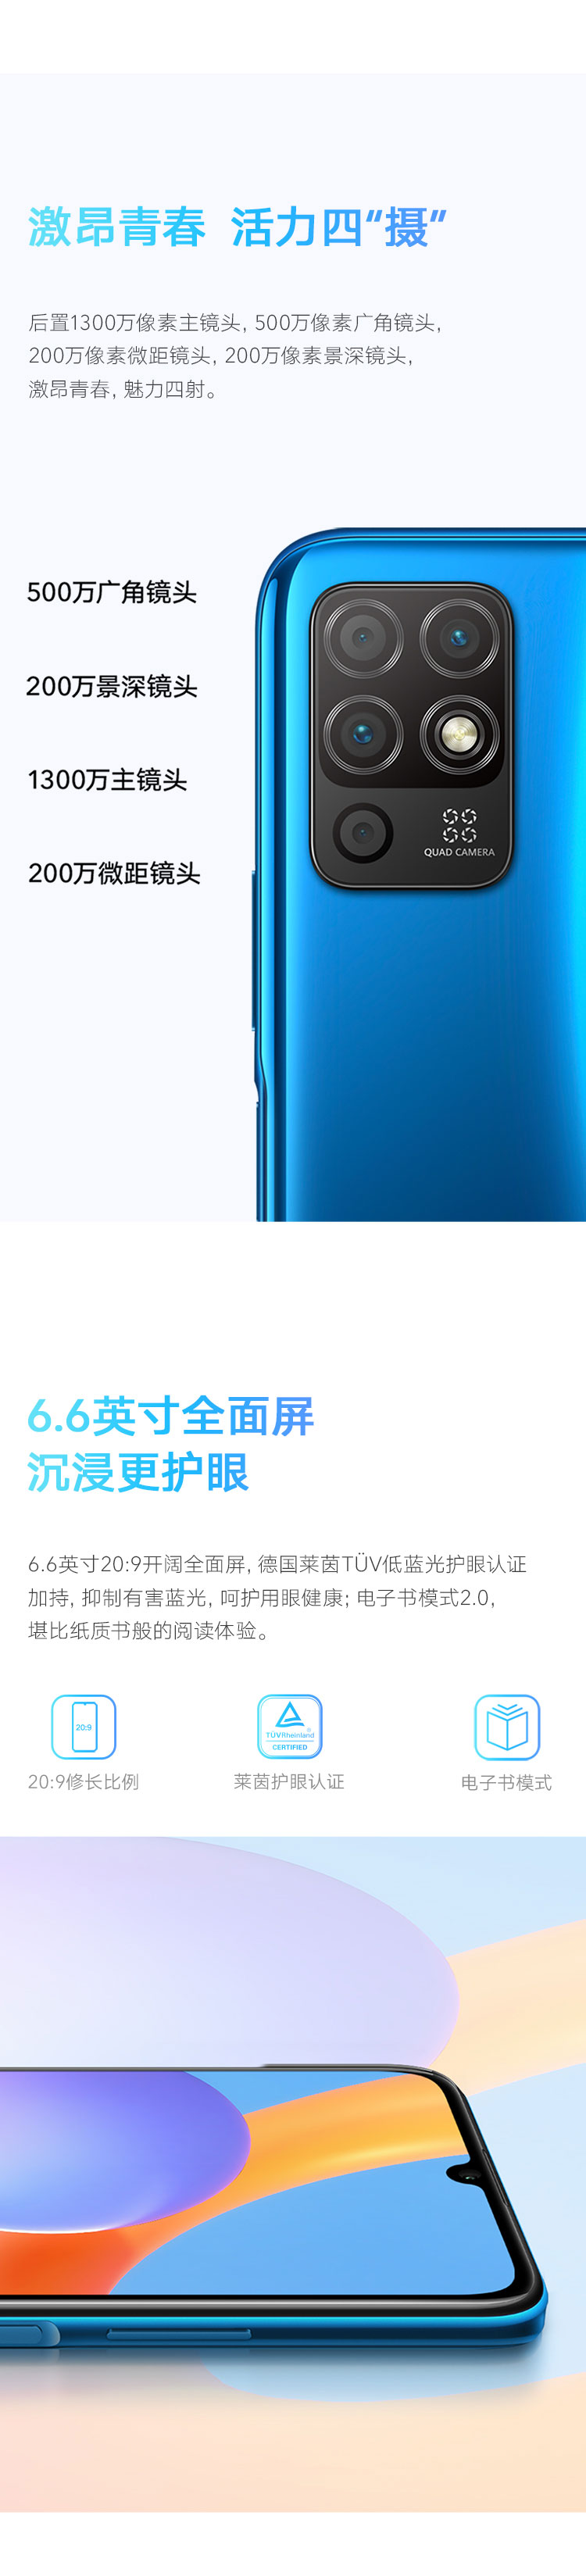 激昂青春 活力四“摄”
后置1300万像素主镜头, 500万像素广角镜头,
200万像素微距镜头, 200万像素景深镜头,
激昂青春, 魅力四射。
500万广角镜头
200万景深镜头
1300万主镜头
200万微距镜头
QUAD CAMERA
6.6英寸全面屏
沉浸更护眼
6.6英寸20:9开阔全面屏, 德国莱茵TÜV低蓝光护眼认证
加持, 抑制有害蓝光, 呵护用眼健康; 电子书模式2.0,
堪比纸质书般的阅读体验。
20:9
TÜVRheinland
CERTIFIED
20:9修长比例
莱茵护眼认证
电子书模式